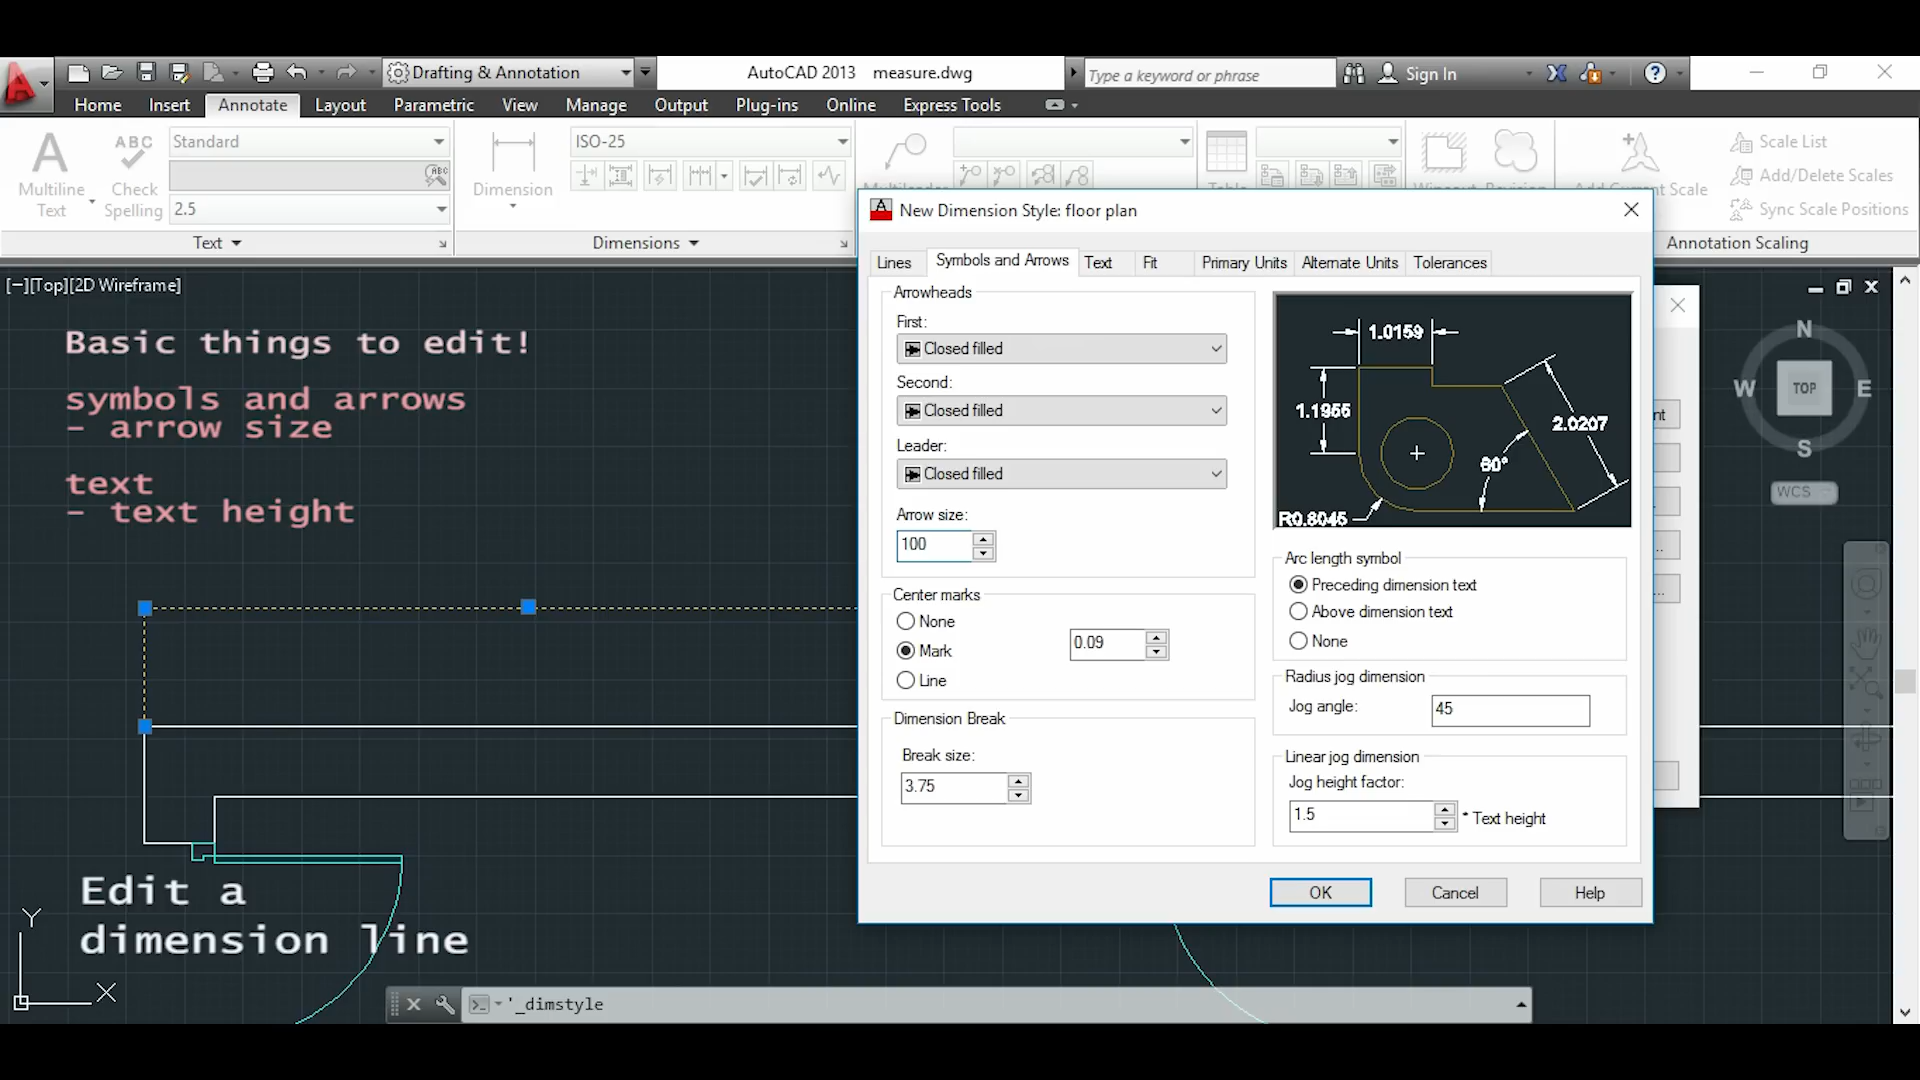 Drafting & Annotation
AutoCAD 2013 measure.dwg
Type a keyword or phrase
Sign In
Home Insert Annotate Layout Parametric View Manage Output Plug-ins Online Express Tools
A
Multiline
Text
ABC
Check
Spelling
Standard
ABC
2.5
Text
Dimension
ISO-25
Dimensions
Scale List
Add/Delete Scales
Sync Scale Positions
Annotation Scaling
New Dimension Style: floor plan
Lines Symbols and Arrows Text Fit Primary Units Alternate Units Tolerances
Arrowheads
First:
Closed filled
Second:
Closed filled
Leader:
Closed filled
Arrow size:
100
Center marks
None
Mark
Line
0.09
Dimension Break
Break size:
3.75
1.0159
1.1955
2.0207
60°
R0.8045
Arc length symbol
Preceding dimension text
Above dimension text
None
Radius jog dimension
Jog angle:
45
Linear jog dimension
Jog height factor:
1.5
* Text height
OK Cancel Help
[−][Top][2D Wireframe]
Basic things to edit!
symbols and arrows
- arrow size
text
- text height
Edit a
dimension line
Y
X
N
W TOP E
S
WCS
'_dimstyle